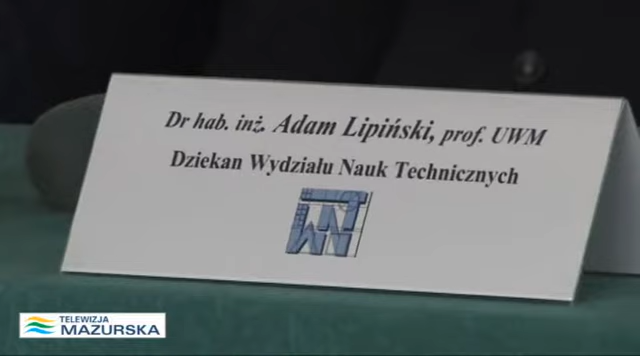 Dr hab. inż. Adam Lipiński, prof. UWM
Dziekan Wydziału Nauk Technicznych
WNT
TELEWIZJA
MAZURSKA